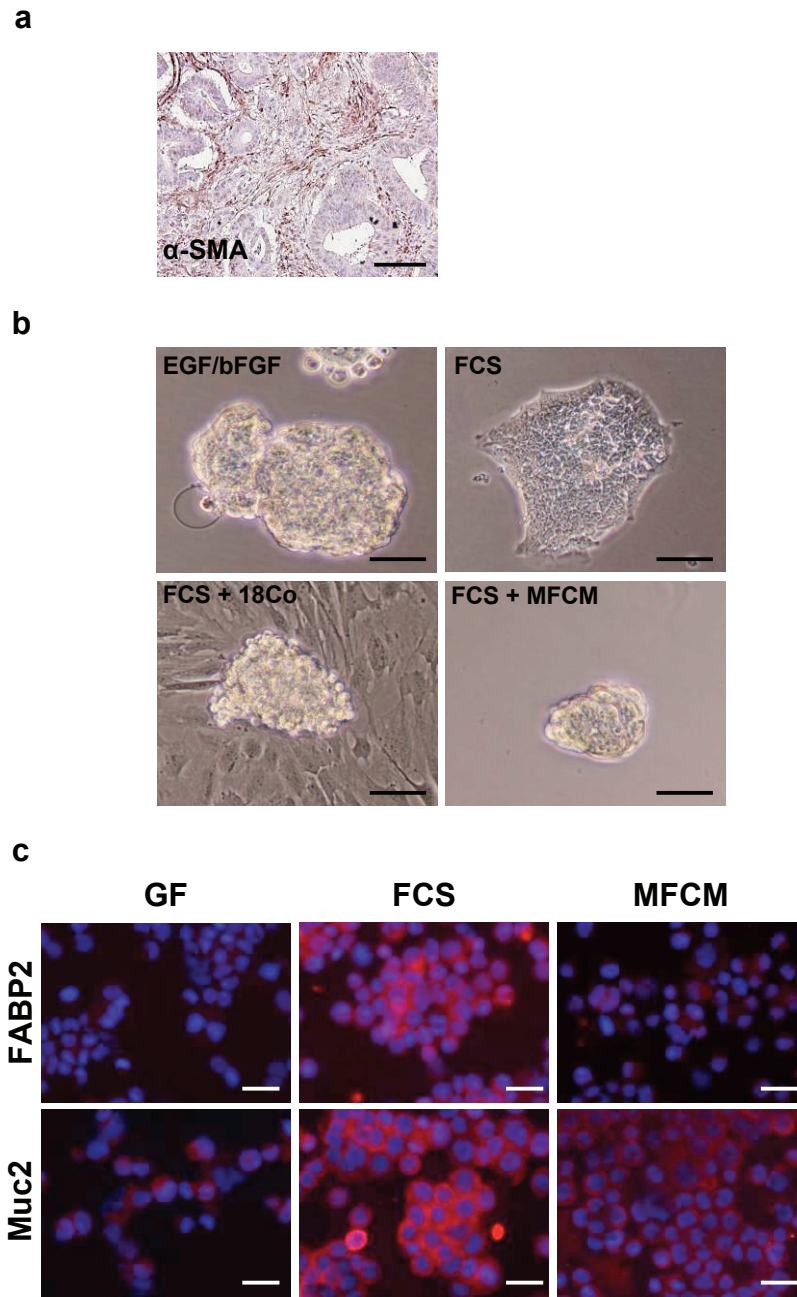 a
α-SMA
b
EGF/bFGF
FCS
FCS + 18Co
FCS + MFCM
c
GF FCS MFCM
FABP2
Muc2